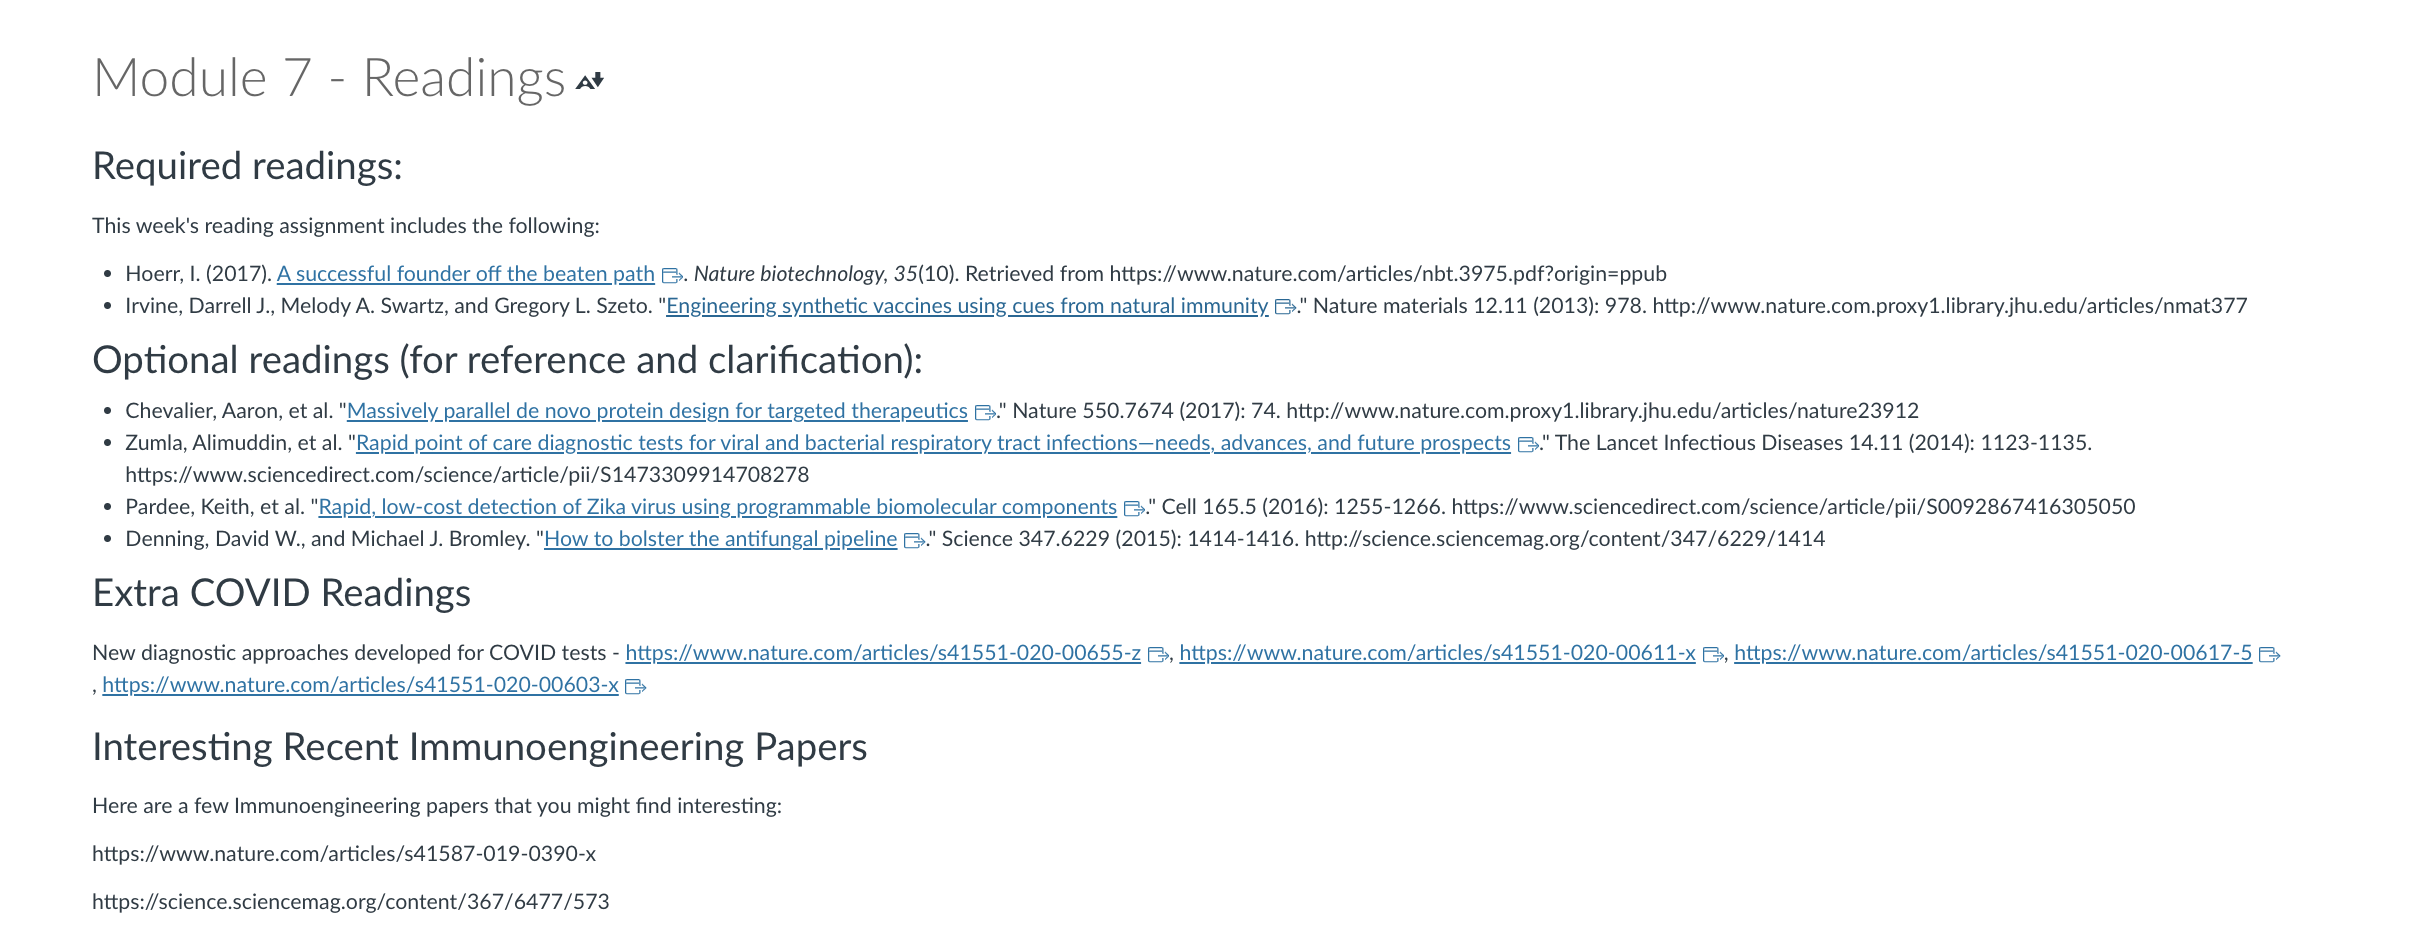 Module 7 - Readings
Required readings:
This week's reading assignment includes the following:
Hoerr, I. (2017). A successful founder off the beaten path. Nature biotechnology, 35(10). Retrieved from https://www.nature.com/articles/nbt.3975.pdf?origin=ppub
Irvine, Darrell J., Melody A. Swartz, and Gregory L. Szeto. "Engineering synthetic vaccines using cues from natural immunity." Nature materials 12.11 (2013): 978. http://www.nature.com.proxy1.library.jhu.edu/articles/nmat377
Optional readings (for reference and clarification):
Chevalier, Aaron, et al. "Massively parallel de novo protein design for targeted therapeutics." Nature 550.7674 (2017): 74. http://www.nature.com.proxy1.library.jhu.edu/articles/nature23912
Zumla, Alimuddin, et al. "Rapid point of care diagnostic tests for viral and bacterial respiratory tract infections—needs, advances, and future prospects." The Lancet Infectious Diseases 14.11 (2014): 1123-1135.
https://www.sciencedirect.com/science/article/pii/S1473309914708278
Pardee, Keith, et al. "Rapid, low-cost detection of Zika virus using programmable biomolecular components." Cell 165.5 (2016): 1255-1266. https://www.sciencedirect.com/science/article/pii/S0092867416305050
Denning, David W., and Michael J. Bromley. "How to bolster the antifungal pipeline." Science 347.6229 (2015): 1414-1416. http://science.sciencemag.org/content/347/6229/1414
Extra COVID Readings
New diagnostic approaches developed for COVID tests - https://www.nature.com/articles/s41551-020-00655-z, https://www.nature.com/articles/s41551-020-00611-x, https://www.nature.com/articles/s41551-020-00617-5
, https://www.nature.com/articles/s41551-020-00603-x
Interesting Recent Immunoengineering Papers
Here are a few Immunoengineering papers that you might find interesting:
https://www.nature.com/articles/s41587-019-0390-x
https://science.sciencemag.org/content/367/6477/573